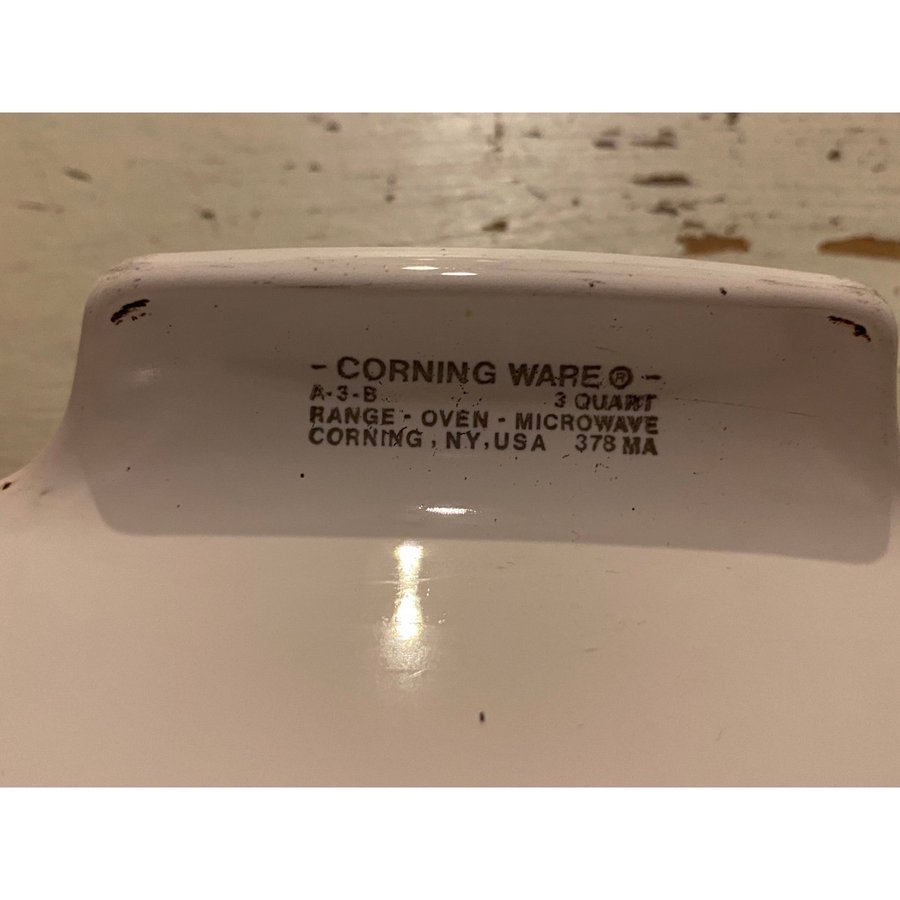 - CORNING WARE ® -
A-3-B 3 QUART
RANGE - OVEN - MICROWAVE
CORNING, NY, USA 378 MA